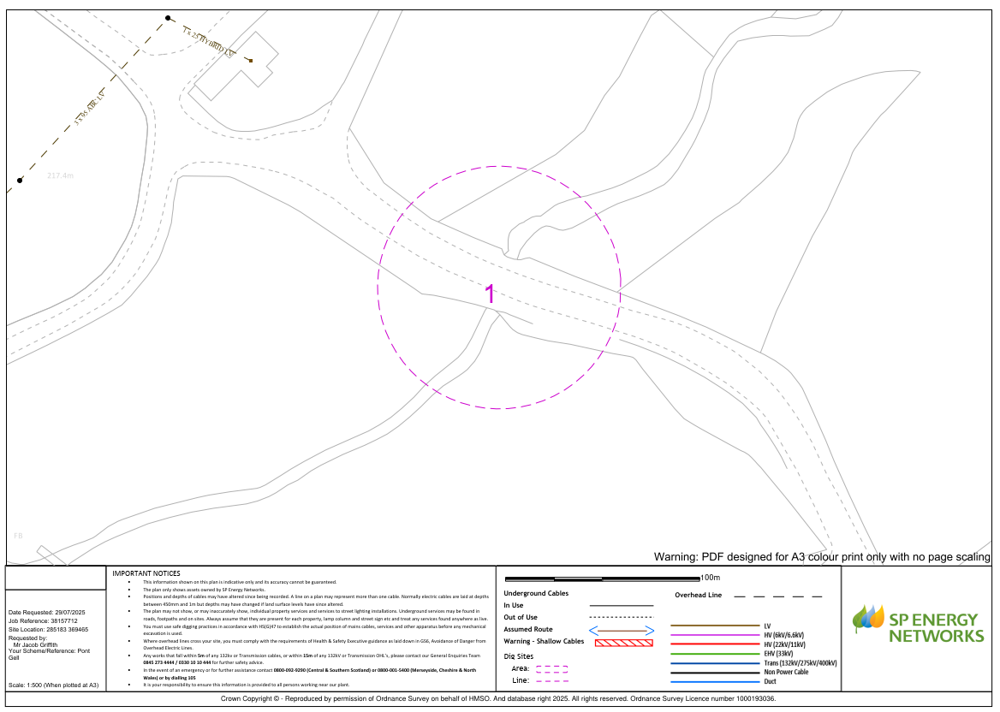 1 x 25 HYBRID LV
3 x 95 AIR LV
217.4m
1
FB
Warning: PDF designed for A3 colour print only with no page scaling
Date Requested: 29/07/2025
Job Reference: 38157712
Site Location: 285183 369465
Requested by:
Mr Jacob Griffith
Your Scheme/Reference: Pont
Gell
Scale: 1:500 (When plotted at A3)
IMPORTANT NOTICES
• This information shown on this plan is indicative only and its accuracy cannot be guaranteed.
• The plan only shows assets owned by SP Energy Networks.
• Positions and depths of cables may have altered since being recorded. A line on a plan may represent more than one cable. Normally electric cables are laid at depths
between 450mm and 1m but depths may have changed if land surface levels have since altered.
• The plan may not show, or may inaccurately show, individual property services and services to street lighting installations. Underground services may be found in
roads, footpaths and on sites. Always assume that they are present for each property, lamp column and street sign etc and treat any services found anywhere as live.
• You must use safe digging practices in accordance with HS(G)47 to establish the actual position of mains cables, services and other apparatus before any mechanical
excavation is used.
• Where overhead lines cross your site, you must comply with the requirements of Health & Safety Executive guidance as laid down in GS6, Avoidance of Danger from
Overhead Electric Lines.
• Any works that fall within 5m of any 132kv or Transmission cables, or within 15m of any 132kV or Transmission OHL's, please contact our General Enquiries Team
0845 273 4444 / 0330 10 10 444 for further safety advice.
• In the event of an emergency or for further assistance contact 0800-092-9290 (Central & Southern Scotland) or 0800-001-5400 (Merseyside, Cheshire & North
Wales) or by dialling 105
• It is your responsibility to ensure this information is provided to all persons working near our plant.
100m
Underground Cables
In Use
Out of Use
Assumed Route
Warning - Shallow Cables
Dig Sites
Area:
Line:
Overhead Line
LV
HV (6kV/6.6kV)
HV (22kV/11kV)
EHV (33kV)
Trans (132kV/275kV/400kV)
Non Power Cable
Duct
SP ENERGY
NETWORKS
Crown Copyright © - Reproduced by permission of Ordnance Survey on behalf of HMSO. And database right 2025. All rights reserved. Ordnance Survey Licence number 1000193036.